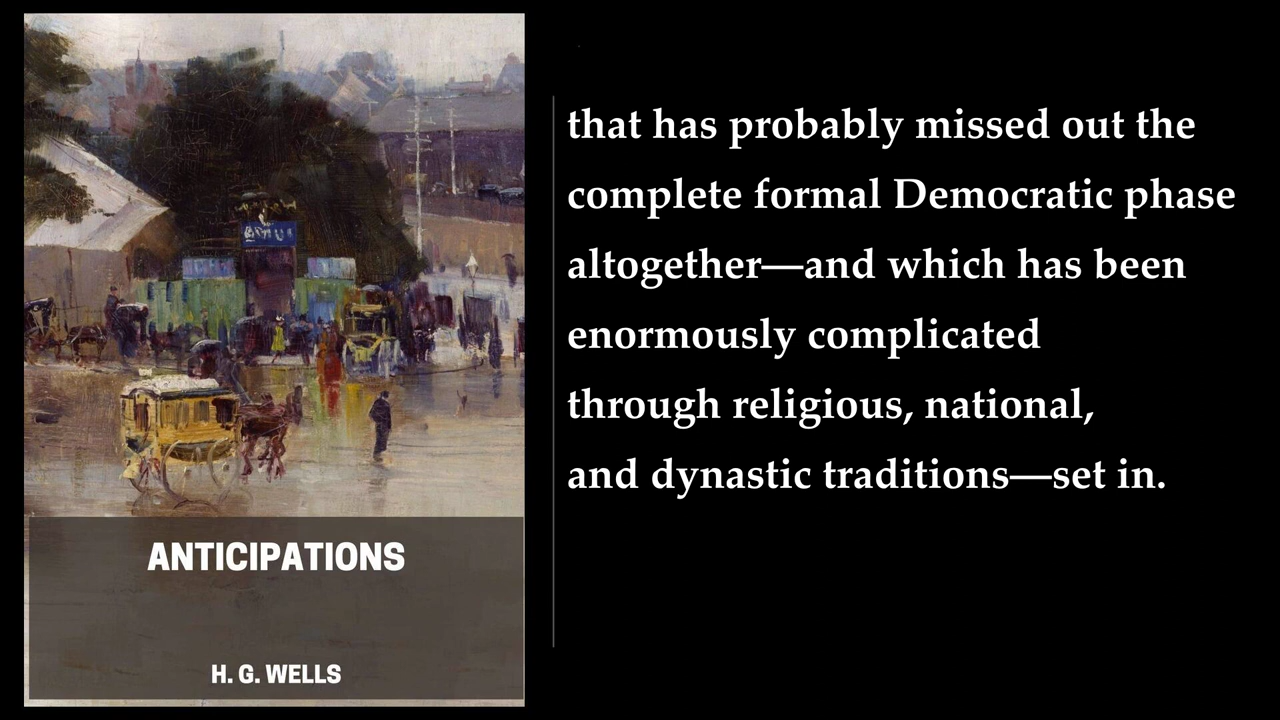 that has probably missed out the
complete formal Democratic phase
altogether—and which has been
enormously complicated
through religious, national,
and dynastic traditions—set in.
ANTICIPATIONS
H. G. WELLS